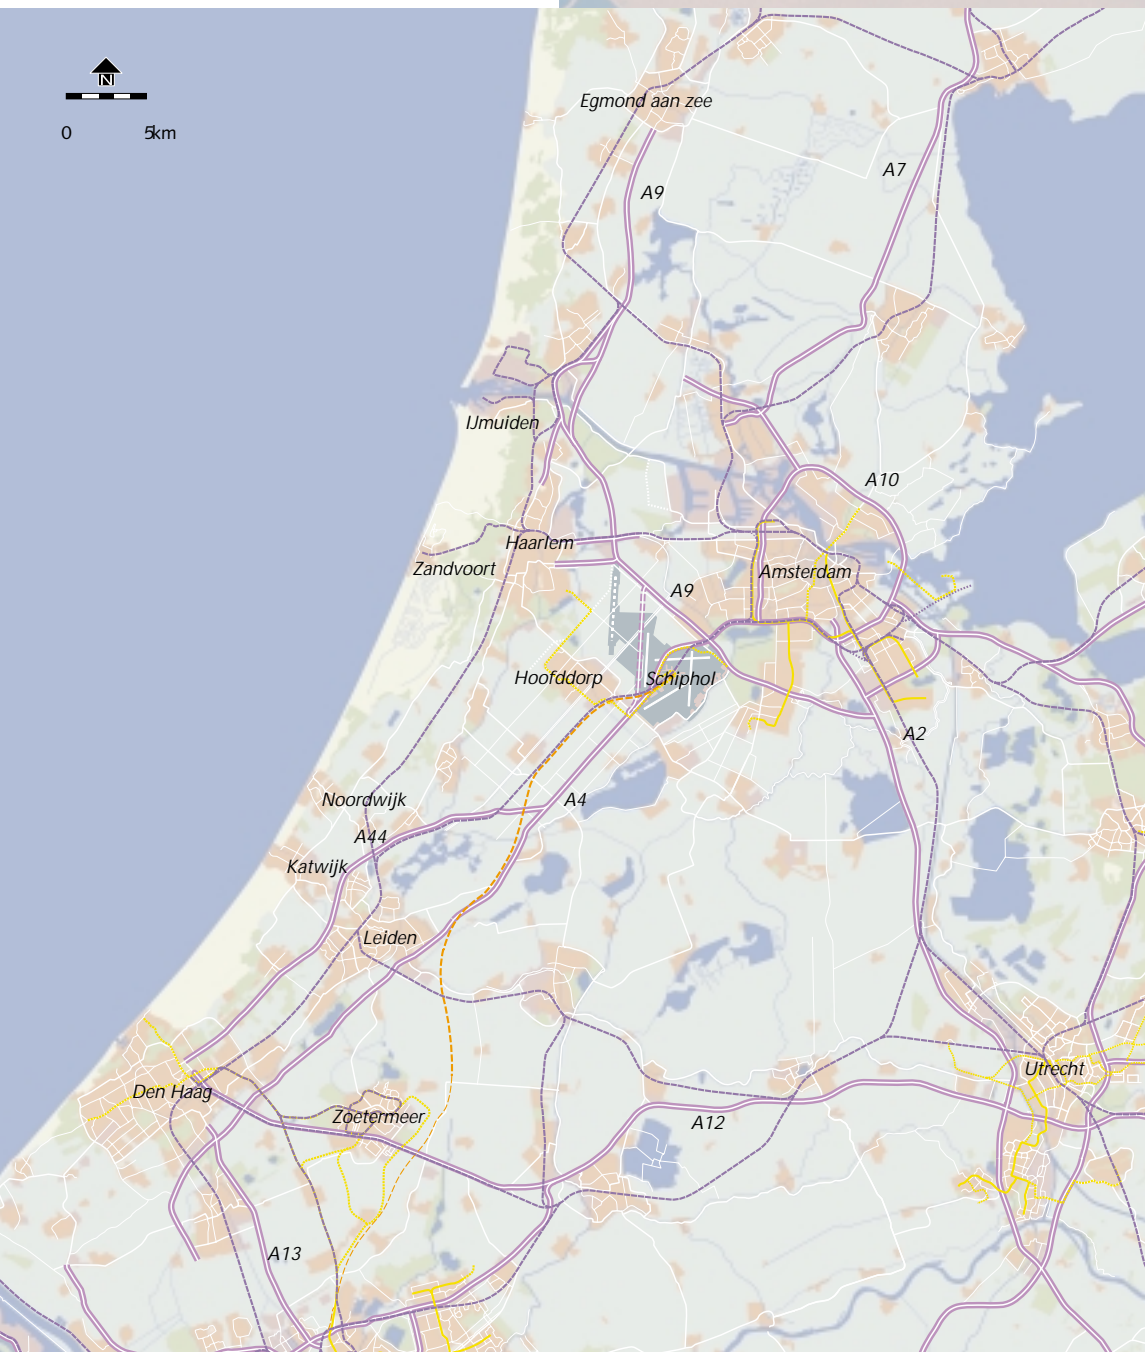 Egmond aan zee
N
0 5km
A7
A9
IJmuiden
A10
Haarlem
Zandvoort
Amsterdam
A9
Hoofddorp
Schiphol
A2
Noordwijk
A4
A44
Katwijk
Leiden
Utrecht
Den Haag
Zoetermeer
A12
A13